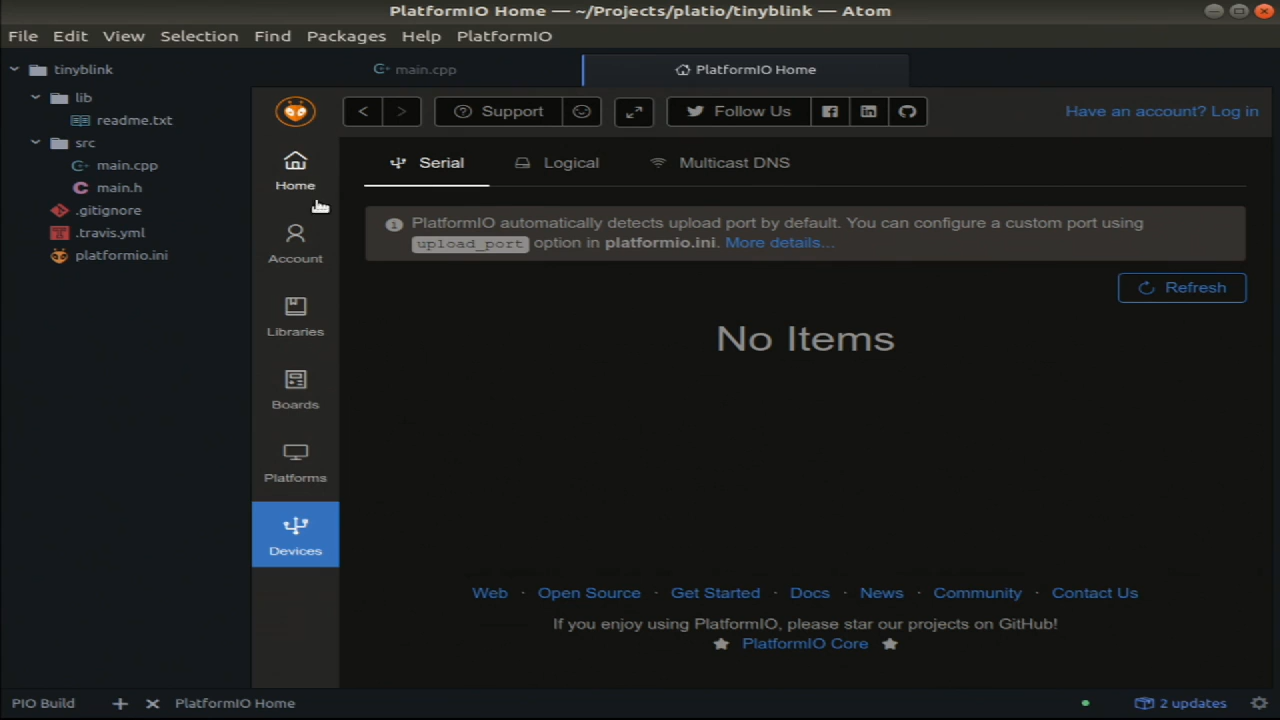 PlatformIO Home — ~/Projects/platio/tinyblink — Atom
File Edit View Selection Find Packages Help PlatformIO
tinyblink
lib
readme.txt
src
main.cpp
main.h
.gitignore
.travis.yml
platformio.ini
main.cpp
PlatformIO Home
< > Support Follow Us
Have an account? Log in
Home
Account
Libraries
Boards
Platforms
Devices
Serial Logical Multicast DNS
PlatformIO automatically detects upload port by default. You can configure a custom port using
upload_port option in platformio.ini. More details...
Refresh
No Items
Web · Open Source · Get Started · Docs · News · Community · Contact Us
If you enjoy using PlatformIO, please star our projects on GitHub!
PlatformIO Core
PIO Build + × PlatformIO Home
2 updates